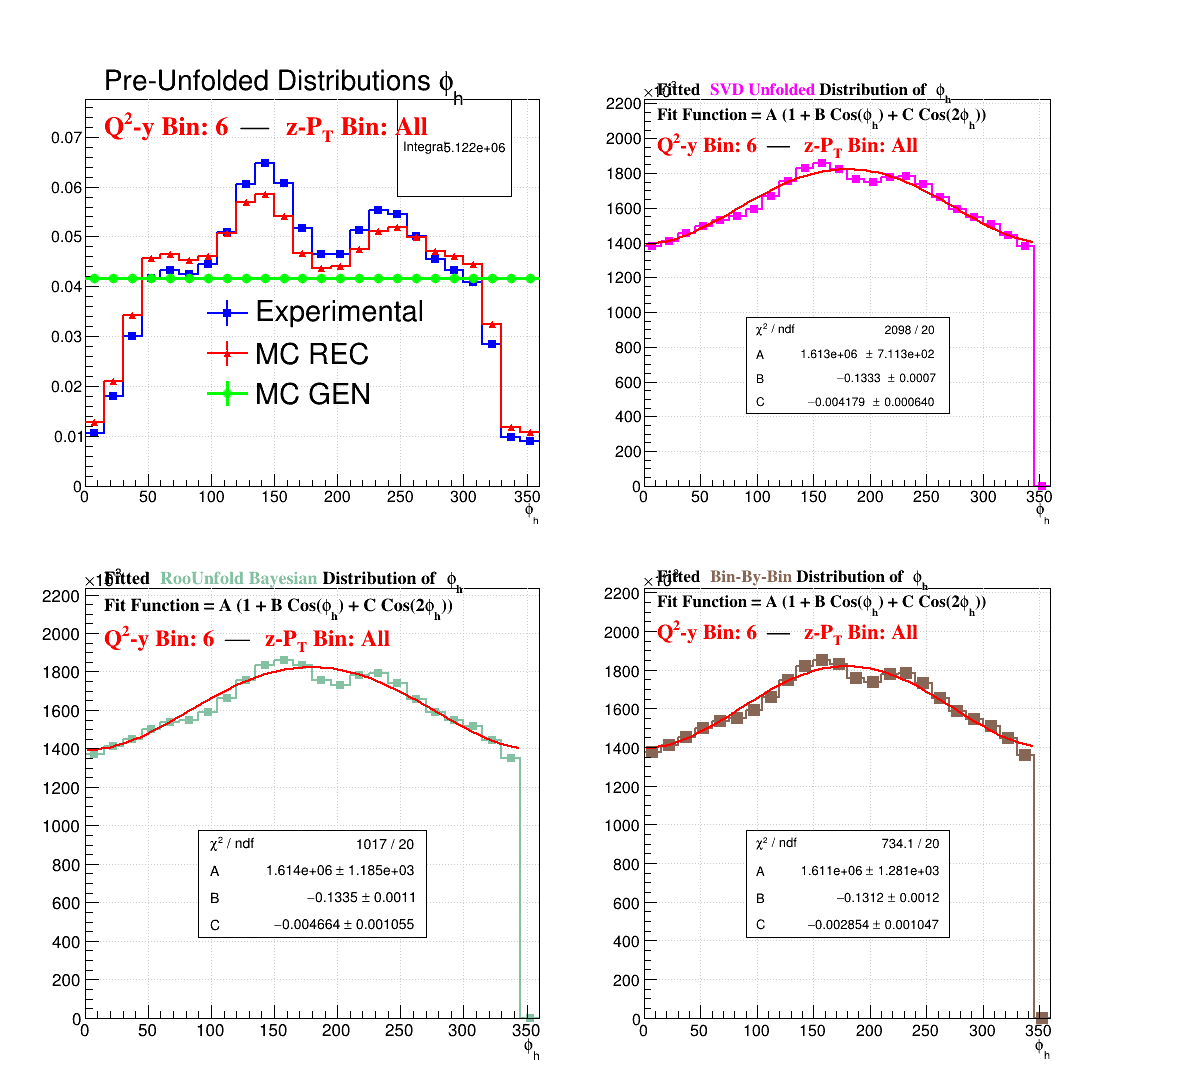 Pre-Unfolded Distributions ϕh
Q²-y Bin: 6 — z-PT Bin: All
Integral 5.122e+06
0.07
0.06
0.05
0.04
0.03
0.02
0.01
0
Experimental
MC REC
MC GEN
0 50 100 150 200 250 300 350
ϕh
Fitted SVD Unfolded Distribution of ϕh
Fit Function = A (1 + B Cos(ϕh) + C Cos(2ϕh))
Q²-y Bin: 6 — z-PT Bin: All
2200
2000
1800
1600
1400
1200
1000
800
600
400
200
0
χ² / ndf 2098 / 20
A 1.613e+06 ± 7.113e+02
B −0.1333 ± 0.0007
C −0.004179 ± 0.000640
0 50 100 150 200 250 300 350
ϕh
Fitted RooUnfold Bayesian Distribution of ϕh
Fit Function = A (1 + B Cos(ϕh) + C Cos(2ϕh))
Q²-y Bin: 6 — z-PT Bin: All
2200
2000
1800
1600
1400
1200
1000
800
600
400
200
0
χ² / ndf 1017 / 20
A 1.614e+06 ± 1.185e+03
B −0.1335 ± 0.0011
C −0.004664 ± 0.001055
0 50 100 150 200 250 300 350
ϕh
Fitted Bin-By-Bin Distribution of ϕh
Fit Function = A (1 + B Cos(ϕh) + C Cos(2ϕh))
Q²-y Bin: 6 — z-PT Bin: All
2200
2000
1800
1600
1400
1200
1000
800
600
400
200
0
χ² / ndf 734.1 / 20
A 1.611e+06 ± 1.281e+03
B −0.1312 ± 0.0012
C −0.002854 ± 0.001047
0 50 100 150 200 250 300 350
ϕh